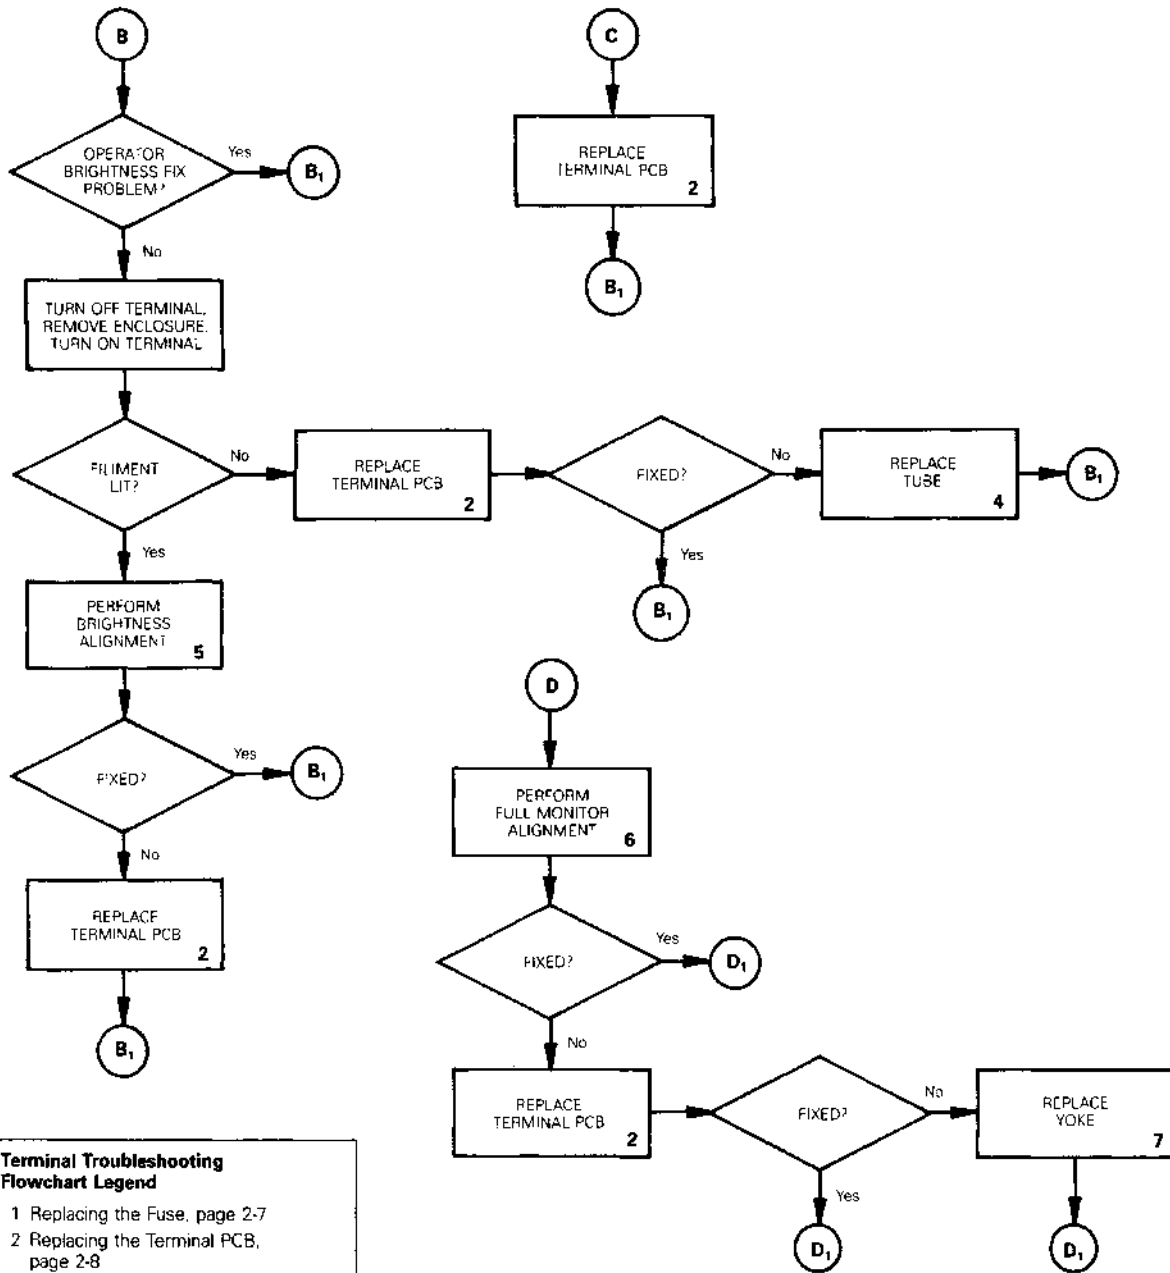 B
OPERATOR
BRIGHTNESS FIX
PROBLEM?
Yes
B₁
No
TURN OFF TERMINAL,
REMOVE ENCLOSURE,
TURN ON TERMINAL
FILIMENT
LIT?
No
REPLACE
TERMINAL PCB
2
FIXED?
No
REPLACE
TUBE
4
B₁
Yes
B₁
Yes
PERFORM
BRIGHTNESS
ALIGNMENT
5
FIXED?
Yes
B₁
No
REPLACE
TERMINAL PCB
2
B₁
C
REPLACE
TERMINAL PCB
2
B₁
D
PERFORM
FULL MONITOR
ALIGNMENT
6
FIXED?
Yes
D₁
No
REPLACE
TERMINAL PCB
2
FIXED?
No
REPLACE
YOKE
7
D₁
Yes
D₁
Terminal Troubleshooting
Flowchart Legend
1 Replacing the Fuse, page 2-7
2 Replacing the Terminal PCB,
page 2-8